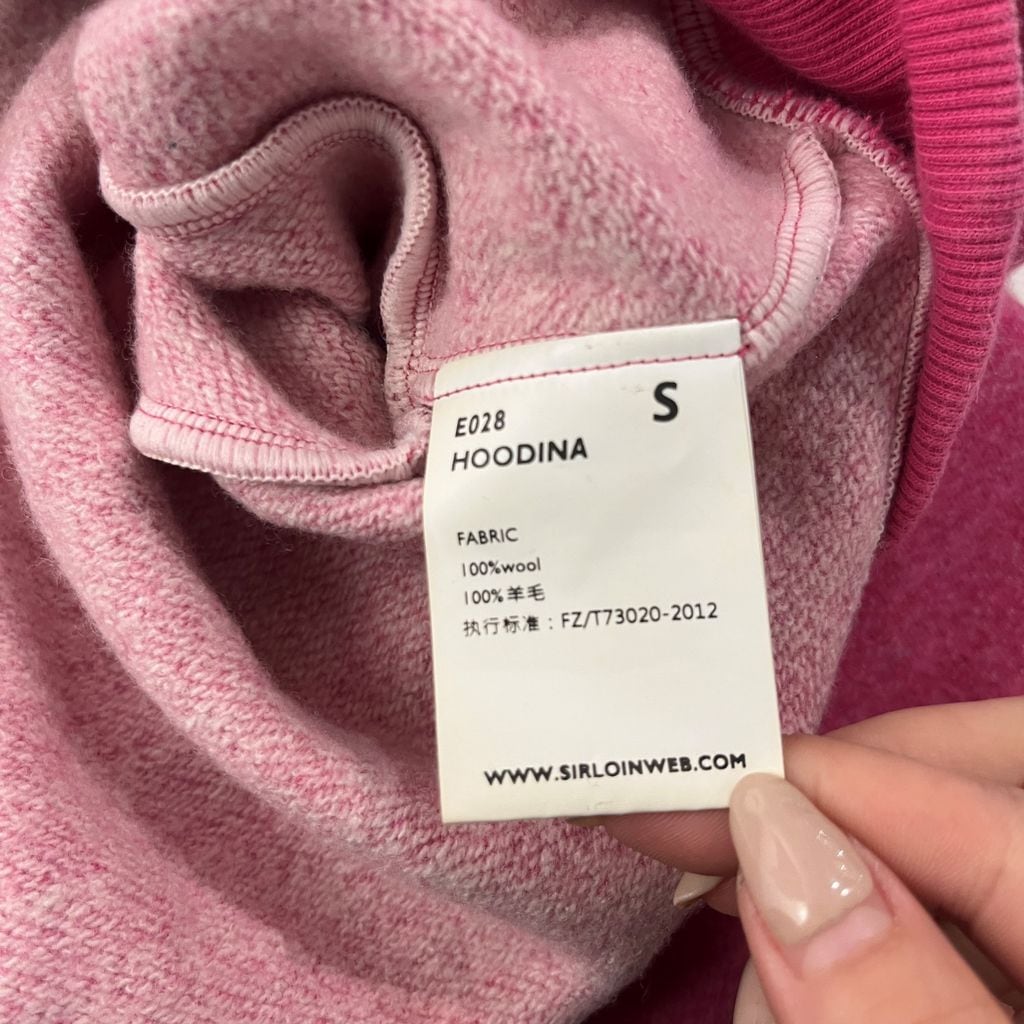 E028
S
HOODINA
FABRIC
100%wool
100%羊毛
执行标准：FZ/T73020-2012
WWW.SIRLOINWEB.COM